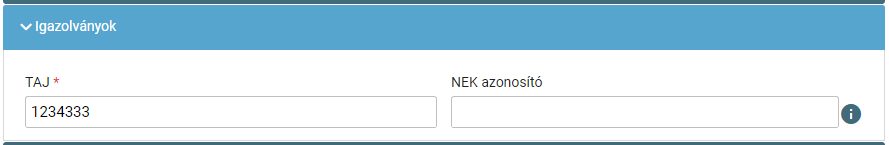 Igazolványok
TAJ * NEK azonosító
1234333